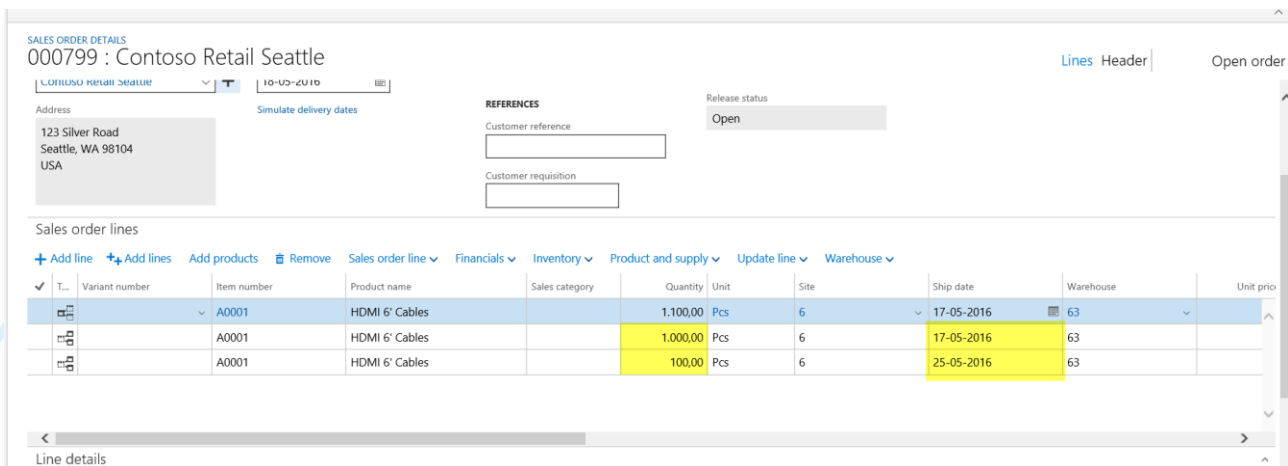 SALES ORDER DETAILS
000799 : Contoso Retail Seattle
Lines Header Open order
Contoso Retail Seattle 18-05-2016
Address
Simulate delivery dates
123 Silver Road
Seattle, WA 98104
USA
REFERENCES
Customer reference
Customer requisition
Release status
Open
Sales order lines
Add line Add lines Add products Remove Sales order line Financials Inventory Product and supply Update line Warehouse
T... Variant number Item number Product name Sales category Quantity Unit Site Ship date Warehouse Unit price
A0001 HDMI 6' Cables 1.100,00 Pcs 6 17-05-2016 63
A0001 HDMI 6' Cables 1.000,00 Pcs 6 17-05-2016 63
A0001 HDMI 6' Cables 100,00 Pcs 6 25-05-2016 63
Line details